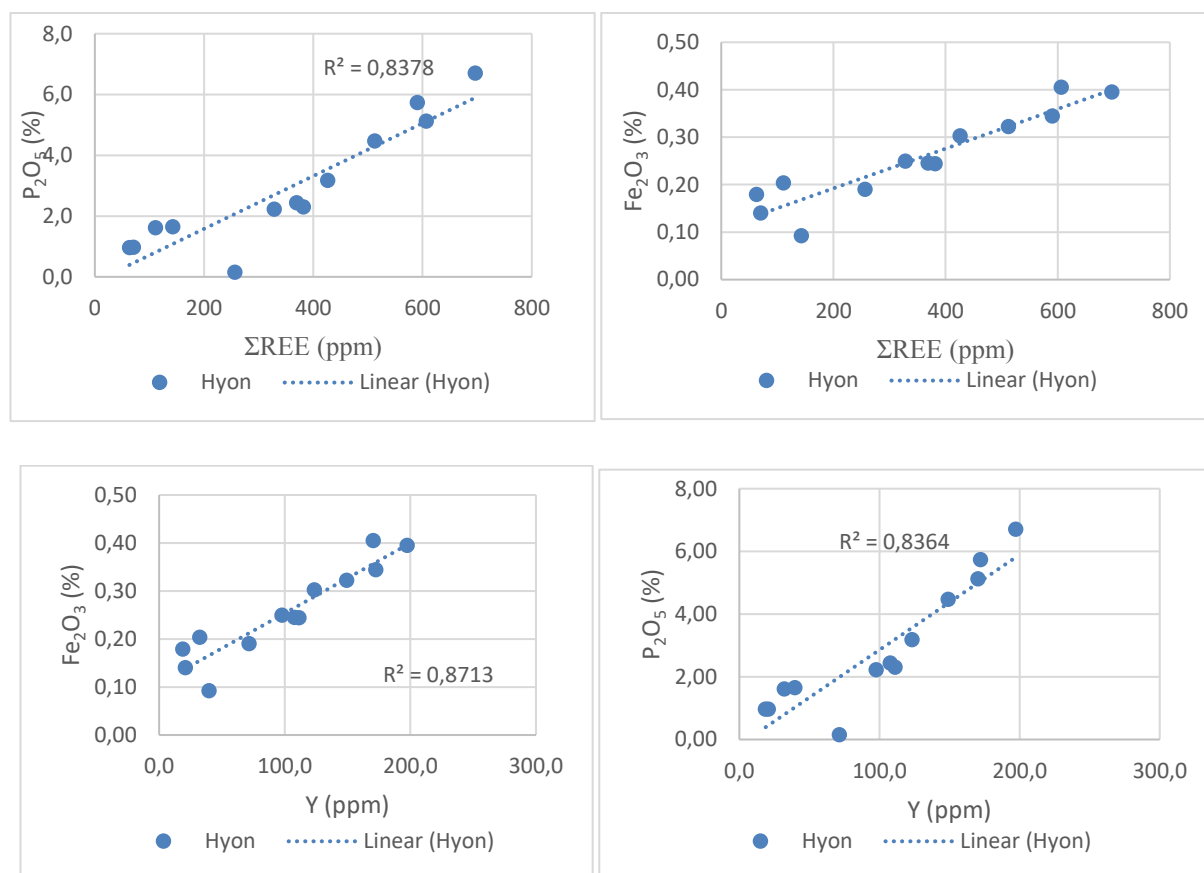 P₂O₅ (%)
8,0
6,0
4,0
2,0
0,0
R² = 0,8378
0 200 400 600 800
ΣREE (ppm)
Hyon Linear (Hyon)
Fe₂O₃ (%)
0,50
0,40
0,30
0,20
0,10
0,00
0 200 400 600 800
ΣREE (ppm)
Hyon Linear (Hyon)
Fe₂O₃ (%)
0,50
0,40
0,30
0,20
0,10
0,00
R² = 0,8713
0,0 100,0 200,0 300,0
Y (ppm)
Hyon Linear (Hyon)
P₂O₅ (%)
8,00
6,00
4,00
2,00
0,00
R² = 0,8364
0,0 100,0 200,0 300,0
Y (ppm)
Hyon Linear (Hyon)